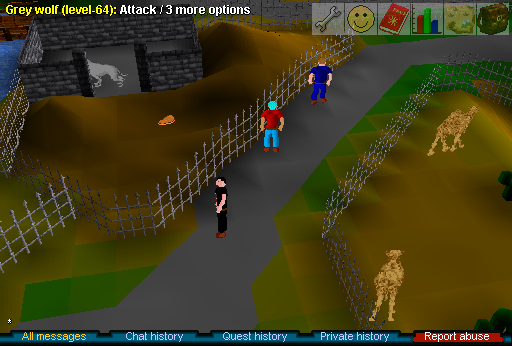 Grey wolf (level-64): Attack / 3 more options
*
All messages Chat history Quest history Private history Report abuse